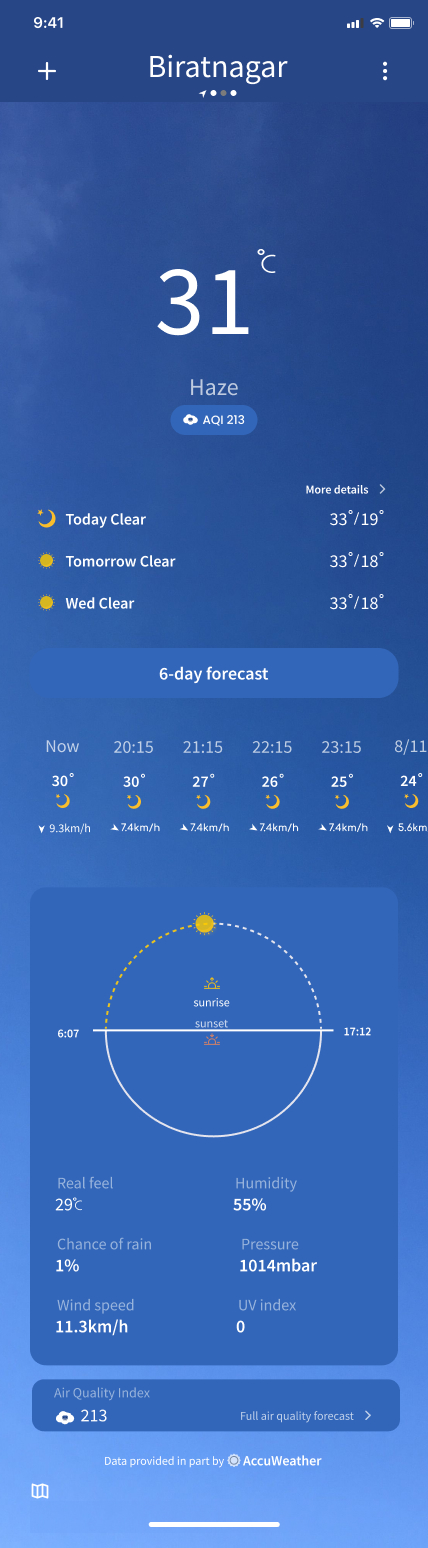 9:41
Biratnagar
31℃
Haze
AQI 213
More details
Today Clear 33°/19°
Tomorrow Clear 33°/18°
Wed Clear 33°/18°
6-day forecast
Now 20:15 21:15 22:15 23:15 8/11
30° 30° 27° 26° 25° 24°
9.3km/h 7.4km/h 7.4km/h 7.4km/h 7.4km/h 5.6km
sunrise
sunset
6:07 17:12
Real feel Humidity
29℃ 55%
Chance of rain Pressure
1% 1014mbar
Wind speed UV index
11.3km/h 0
Air Quality Index
213 Full air quality forecast
Data provided in part by AccuWeather